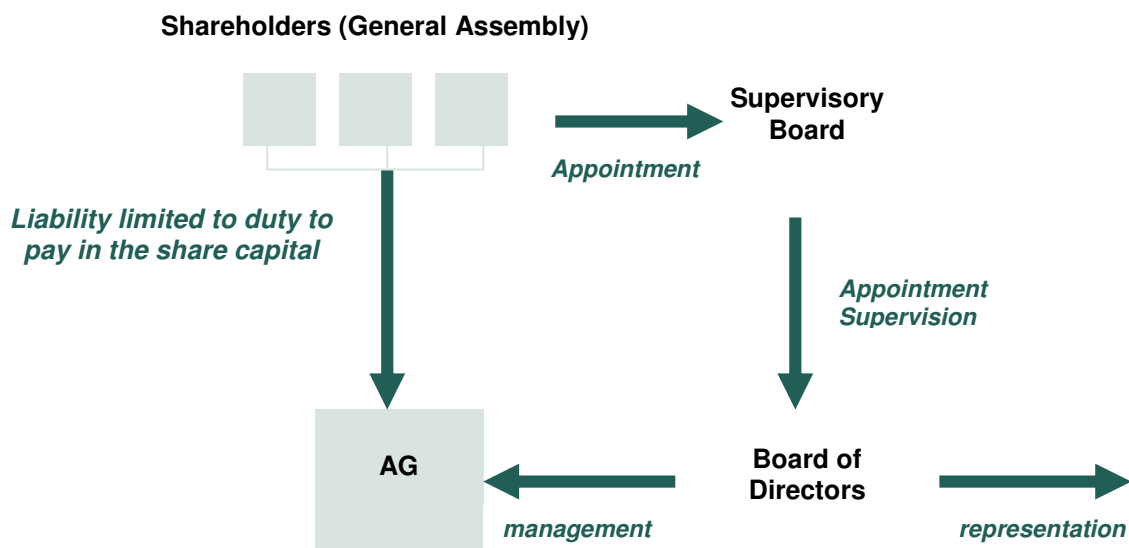 Shareholders (General Assembly)
Supervisory
Board
Appointment
Liability limited to duty to
pay in the share capital
Appointment
Supervision
AG
Board of
Directors
management
representation